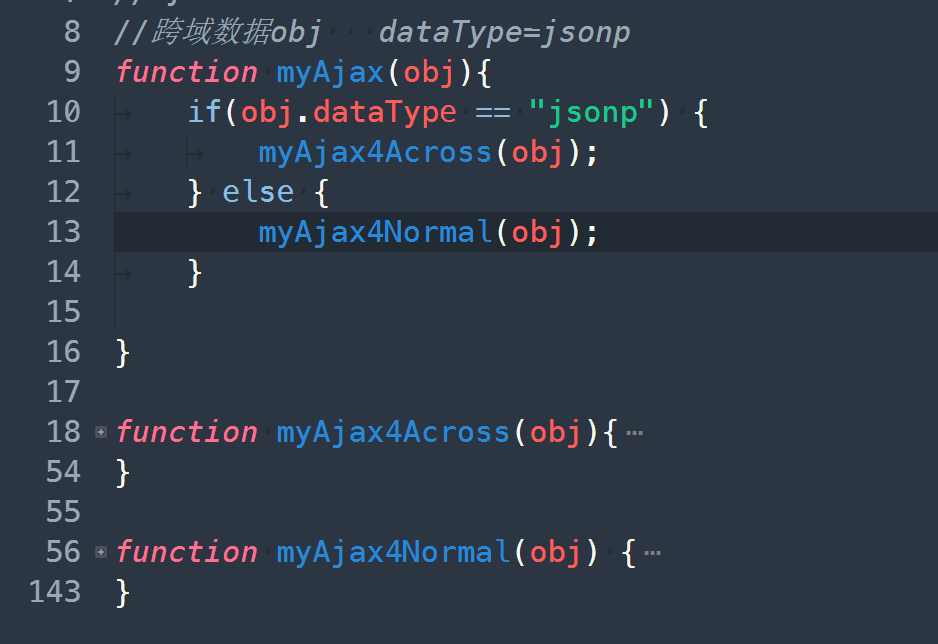 8 //跨域数据obj dataType=jsonp
9 function myAjax(obj){
10 if(obj.dataType == "jsonp") {
11 myAjax4Across(obj);
12 } else {
13 myAjax4Normal(obj);
14 }
15
16 }
17
18 function myAjax4Across(obj){ ⋯
54 }
55
56 function myAjax4Normal(obj) { ⋯
143 }